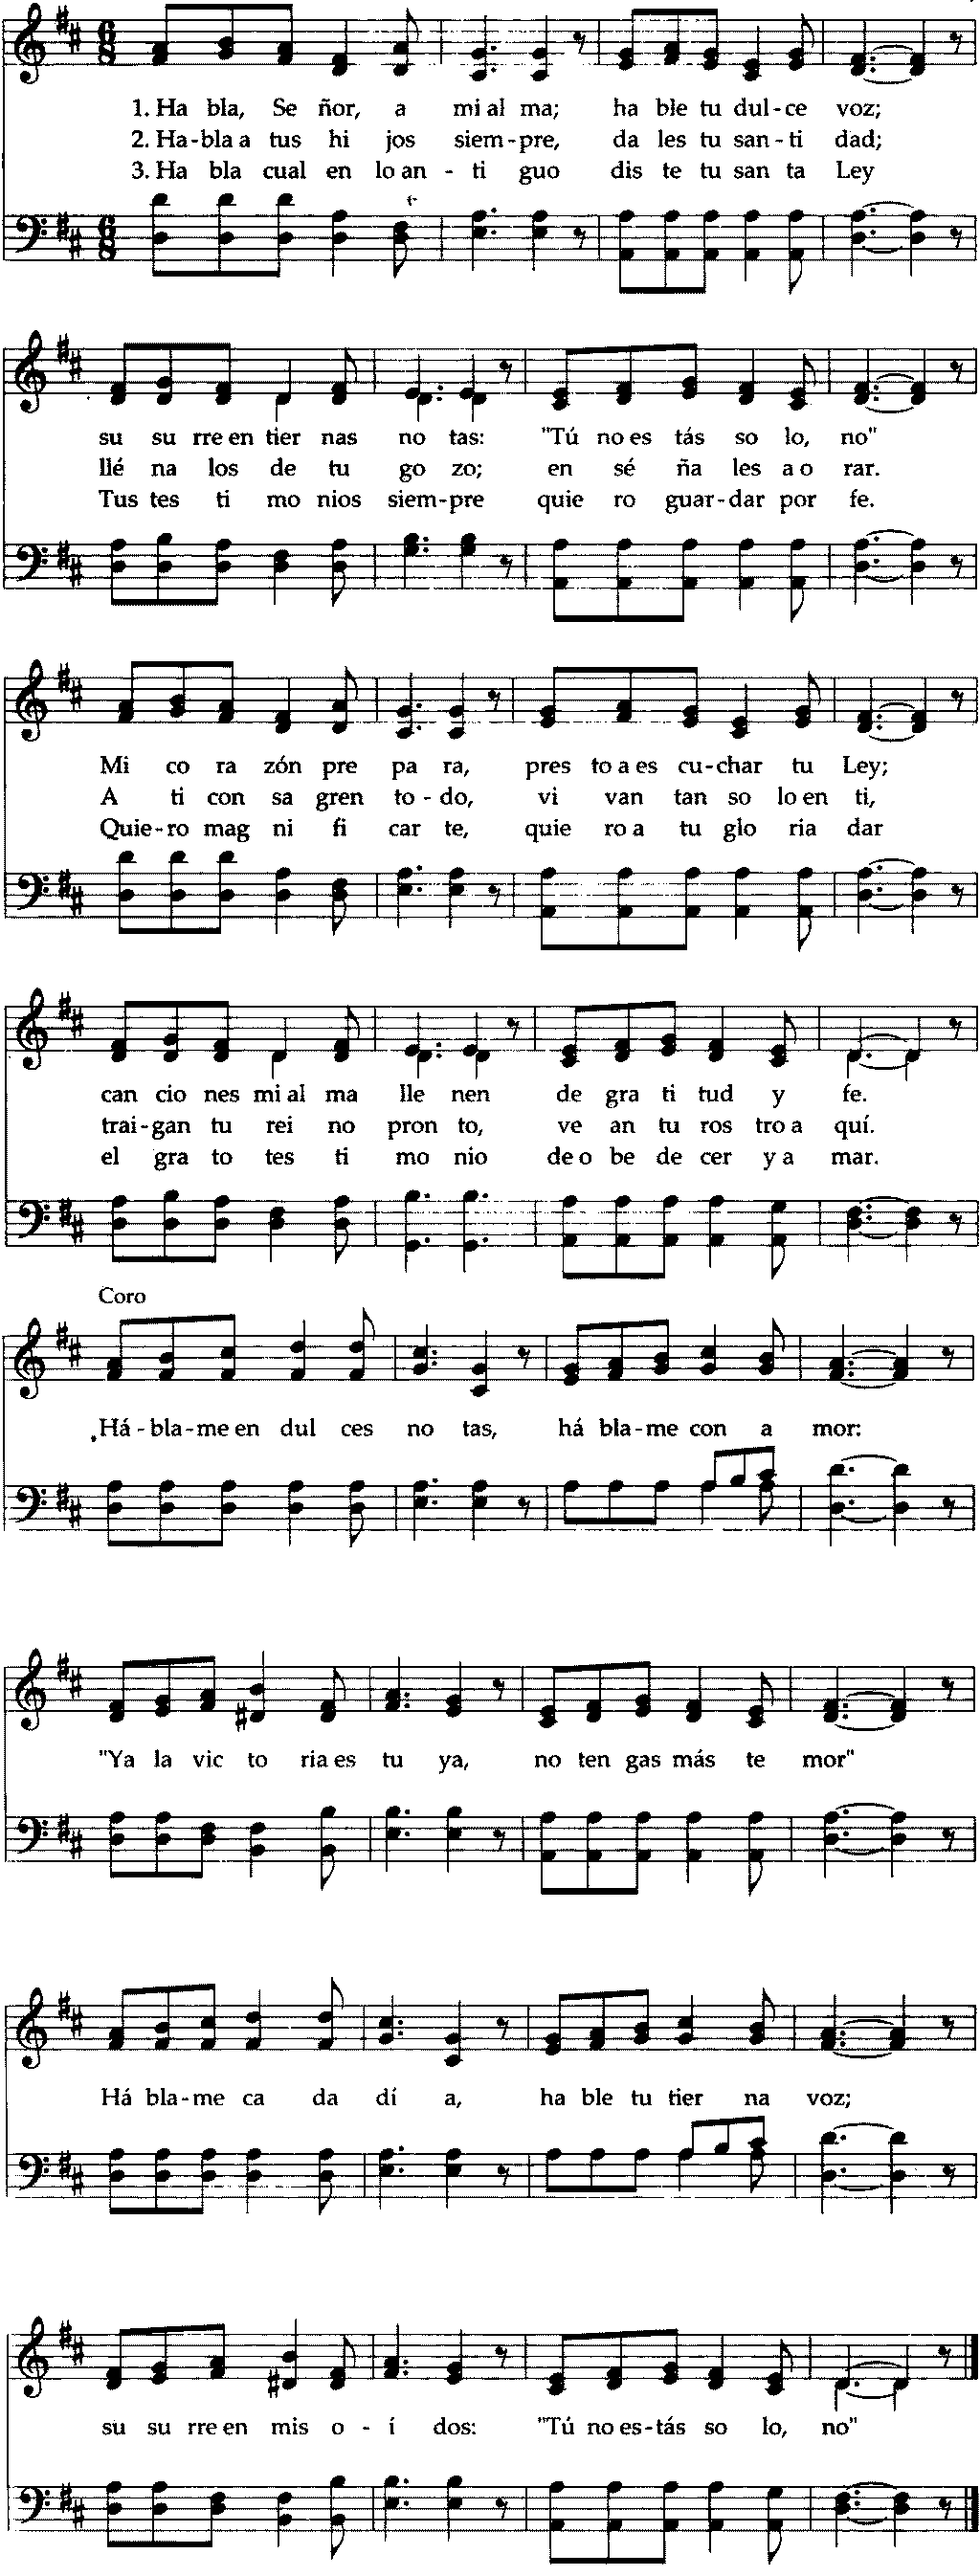 1. Ha bla, Se ñor, a mi al ma; ha ble tu dul-ce voz;
2. Ha-bla a tus hi jos siem-pre, da les tu san-ti dad;
3. Ha bla cual en lo an - ti guo dis te tu san ta Ley
su su rre en tier nas no tas: "Tú no es tás so lo, no"
llé na los de tu go zo; en sé ña les a o rar.
Tus tes ti mo nios siem-pre quie ro guar-dar por fe.
Mi co ra zón pre pa ra, pres to a es cu-char tu Ley;
A ti con sa gren to-do, vi van tan so lo en ti,
Quie-ro mag ni fi car te, quie ro a tu glo ria dar
can cio nes mi al ma lle nen de gra ti tud y fe.
trai-gan tu rei no pron to, ve an tu ros tro a quí.
el gra to tes ti mo nio de o be de cer y a mar.
Coro
Há-bla-me en dul ces no tas, há bla-me con a mor:
"Ya la vic to ria es tu ya, no ten gas más te mor"
Há bla-me ca da dí a, ha ble tu tier na voz;
su su rre en mis o - í dos: "Tú no es-tás so lo, no"